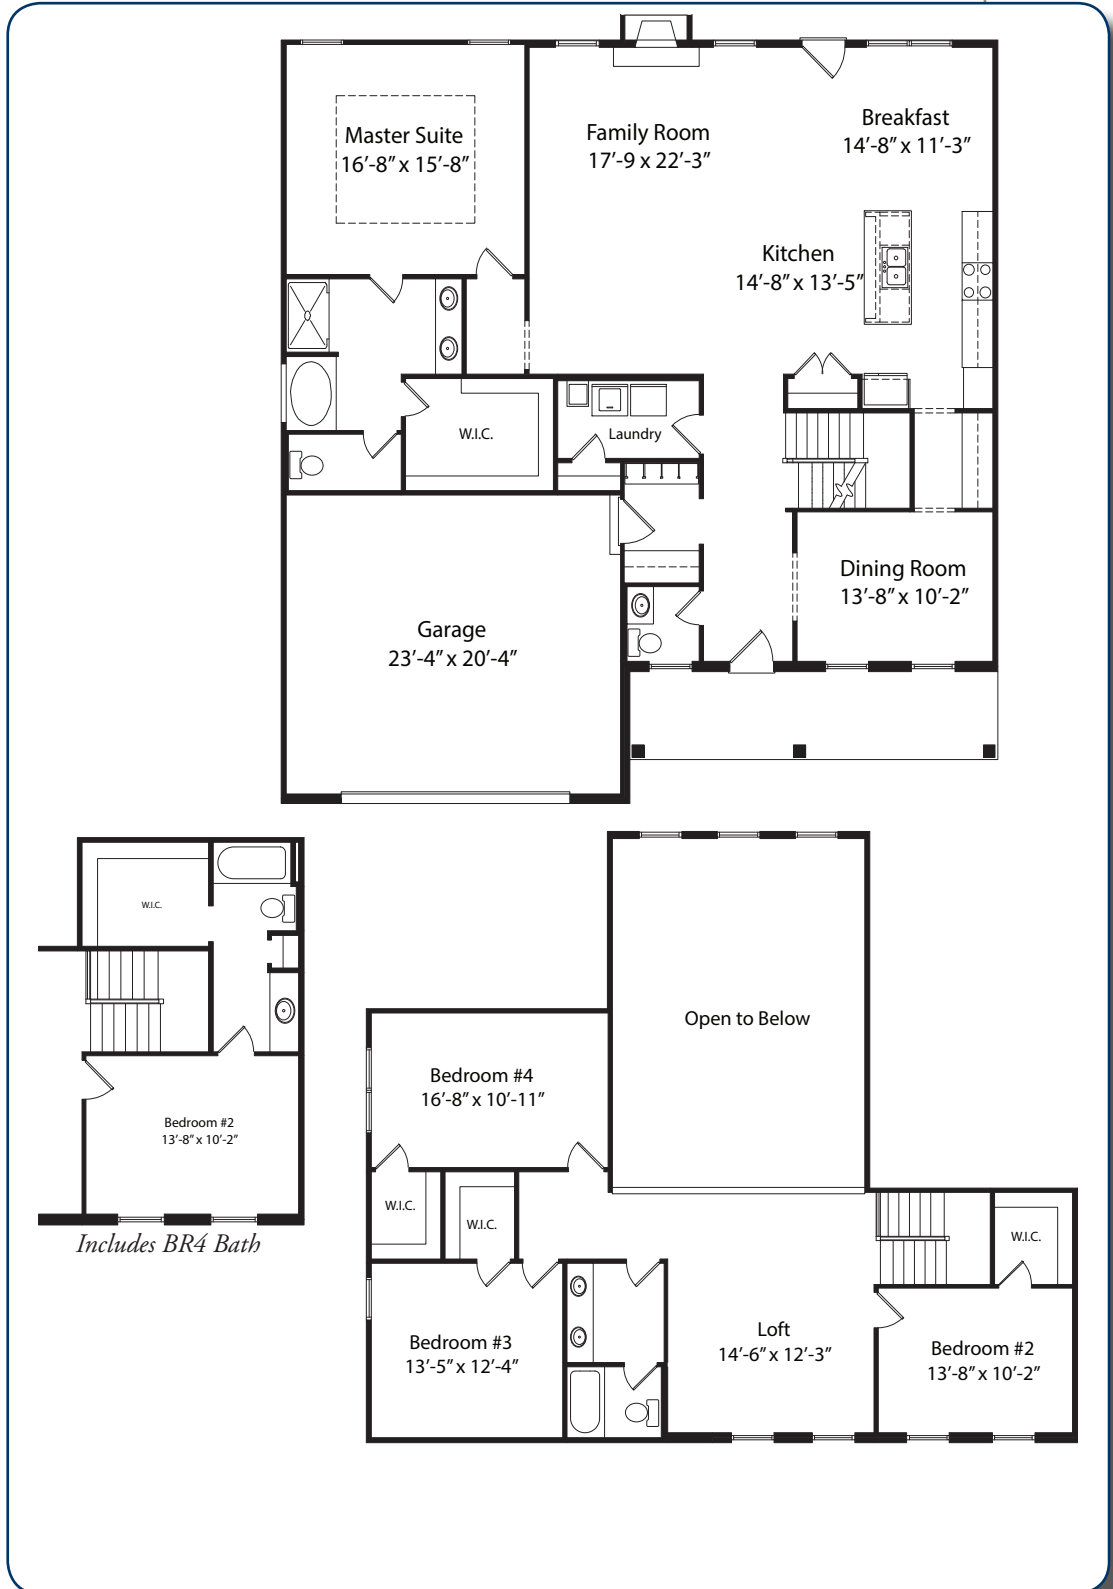 Master Suite
16’-8” x 15’-8”
Family Room
17’-9 x 22’-3”
Breakfast
14’-8” x 11’-3”
Kitchen
14’-8” x 13’-5”
W.I.C.
Laundry
Dining Room
13’-8” x 10’-2”
Garage
23’-4” x 20’-4”
W.I.C.
Bedroom #2
13’-8” x 10’-2”
Includes BR4 Bath
Open to Below
Bedroom #4
16’-8” x 10’-11”
W.I.C.
W.I.C.
W.I.C.
Bedroom #3
13’-5” x 12’-4”
Loft
14’-6” x 12’-3”
Bedroom #2
13’-8” x 10’-2”